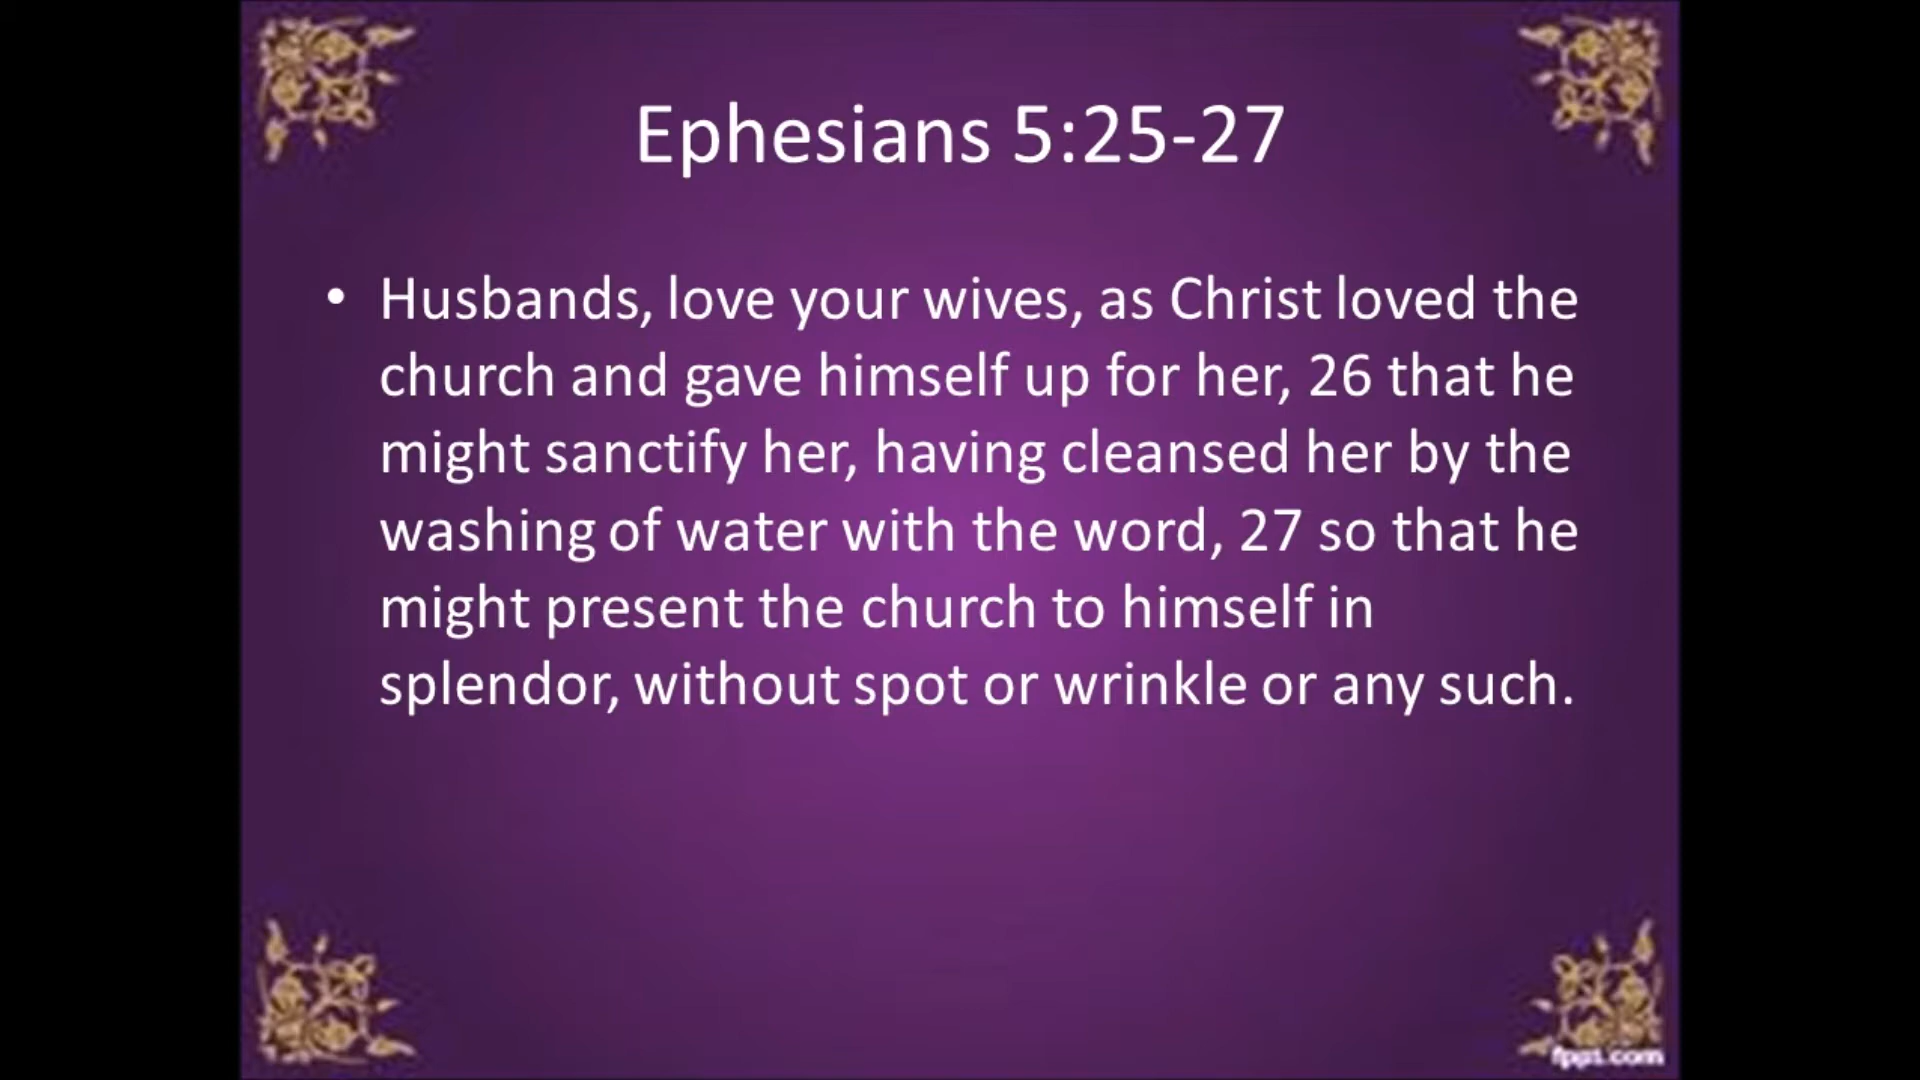 Ephesians 5:25-27
• Husbands, love your wives, as Christ loved the
church and gave himself up for her, 26 that he
might sanctify her, having cleansed her by the
washing of water with the word, 27 so that he
might present the church to himself in
splendor, without spot or wrinkle or any such.
fppt.com